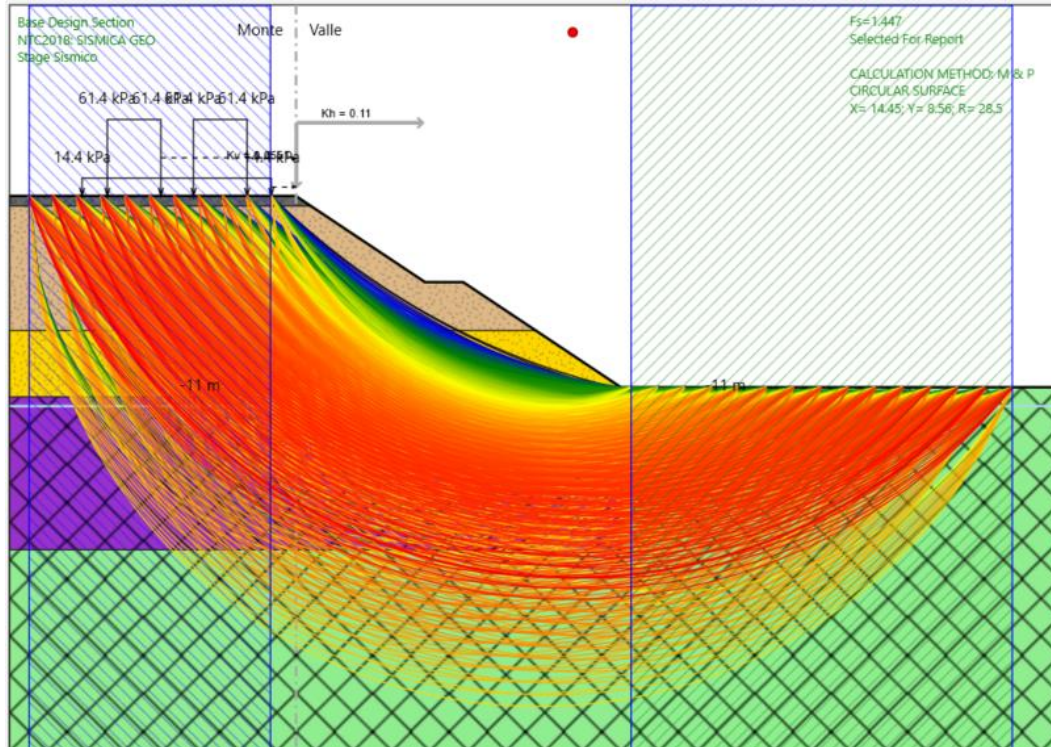 Base Design Section
NTC2018: SISMICA GEO
Stage Sismico
Monte
Valle
Fs=1.447
Selected For Report
CALCULATION METHOD: M & P
CIRCULAR SURFACE
X= 14.45; Y= 8.56; R= 28.5
61.4 kPa
61.4 kPa
Kh = 0.11
14.4 kPa
-11 m
-11 m